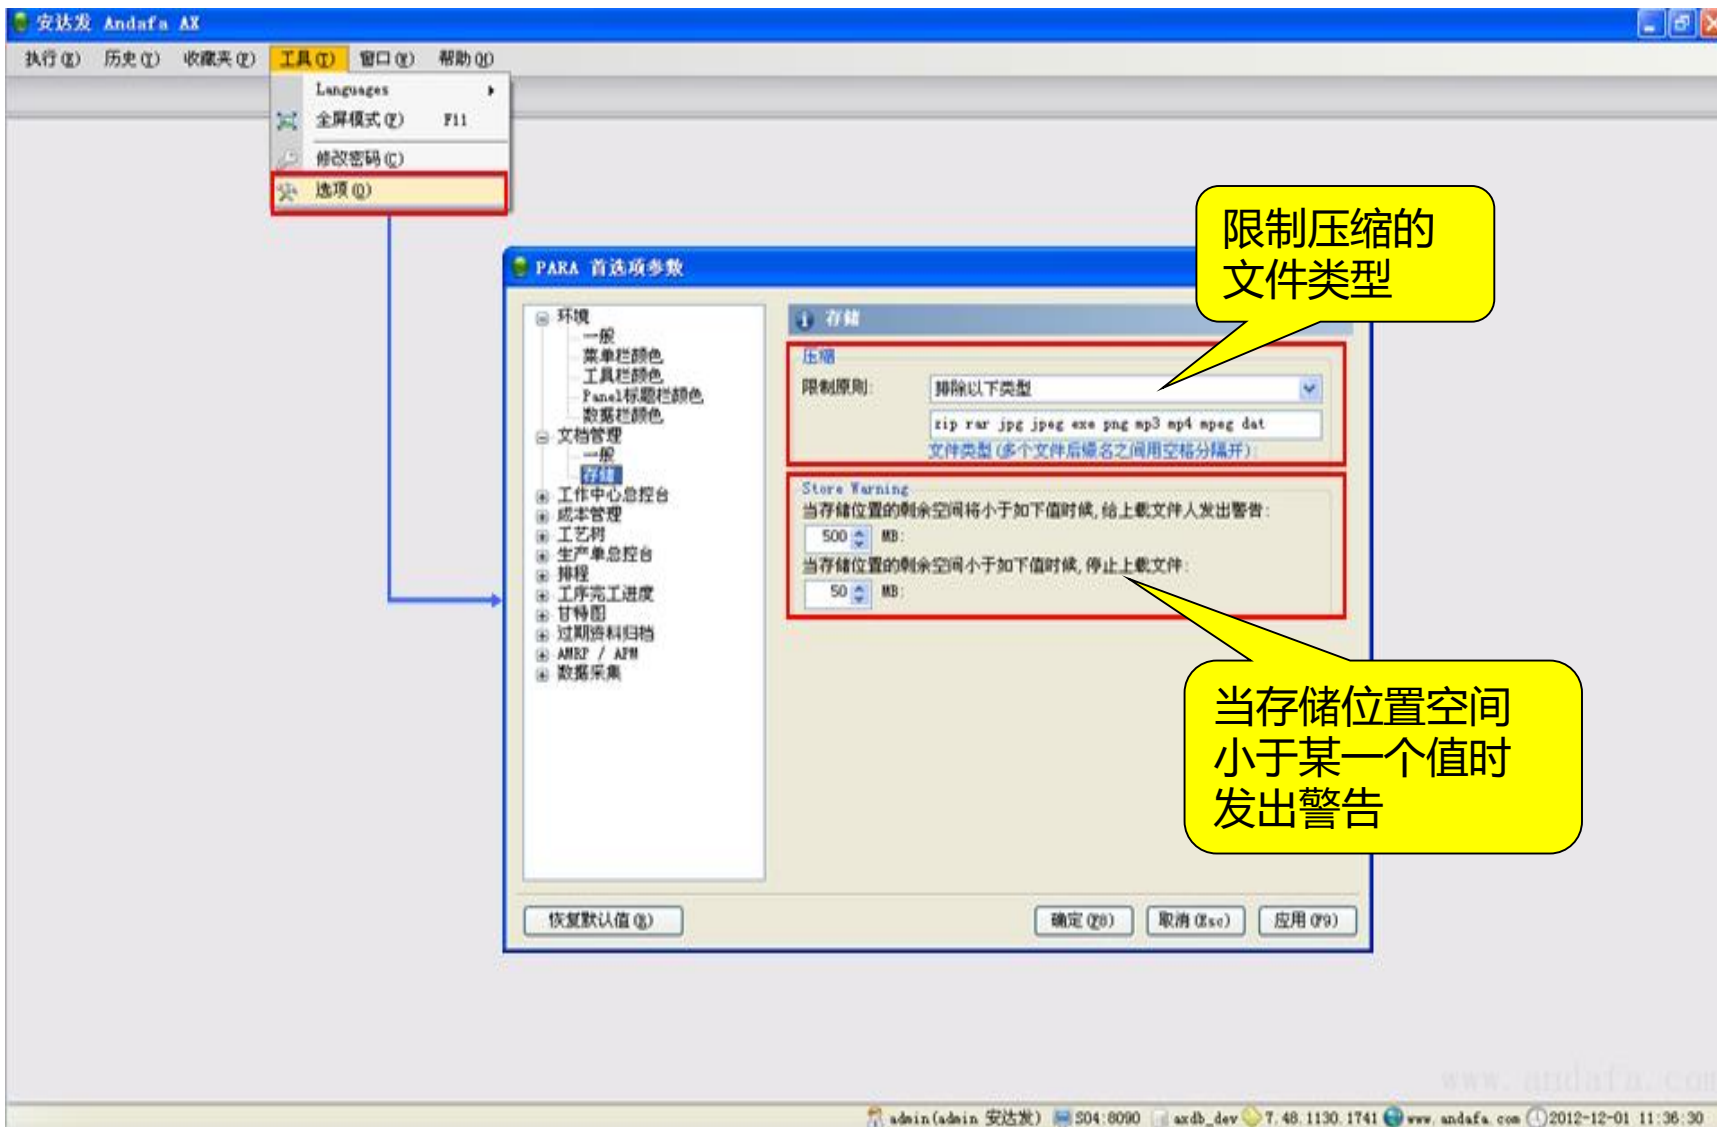 安达发 Andafa AX
执行(X) 历史(Y) 收藏夹(V) 工具(T) 窗口(W) 帮助(H)
Languages
全屏模式(F) F11
修改密码(C)
选项(O)
限制压缩的
文件类型
PARA 首选项参数
环境
一般
菜单栏颜色
工具栏颜色
Panel标题栏颜色
数据栏颜色
文档管理
一般
存储
工作中心总控台
成本管理
工艺树
生产单总控台
排程
工序完工进度
甘特图
过期资料归档
AMRP / APM
数据采集
存储
压缩
限制原则: 排除以下类型
zip rar jpg jpeg exe png mp3 mp4 mpeg dat
文件类型(多个文件后缀名之间用空格分隔开):
Store Warning
当存储位置的剩余空间将小于如下值时候,给上载文件人发出警告:
500 MB:
当存储位置的剩余空间小于如下值时候,停止上载文件:
50 MB:
当存储位置空间
小于某一个值时
发出警告
恢复默认值(R) 确定(F8) 取消(Esc) 应用(F9)
www.andafa.com
admin(admin 安达发) S04:8090 axdb_dev 7.48.1130.1741 www.andafa.com 2012-12-01 11:36:30